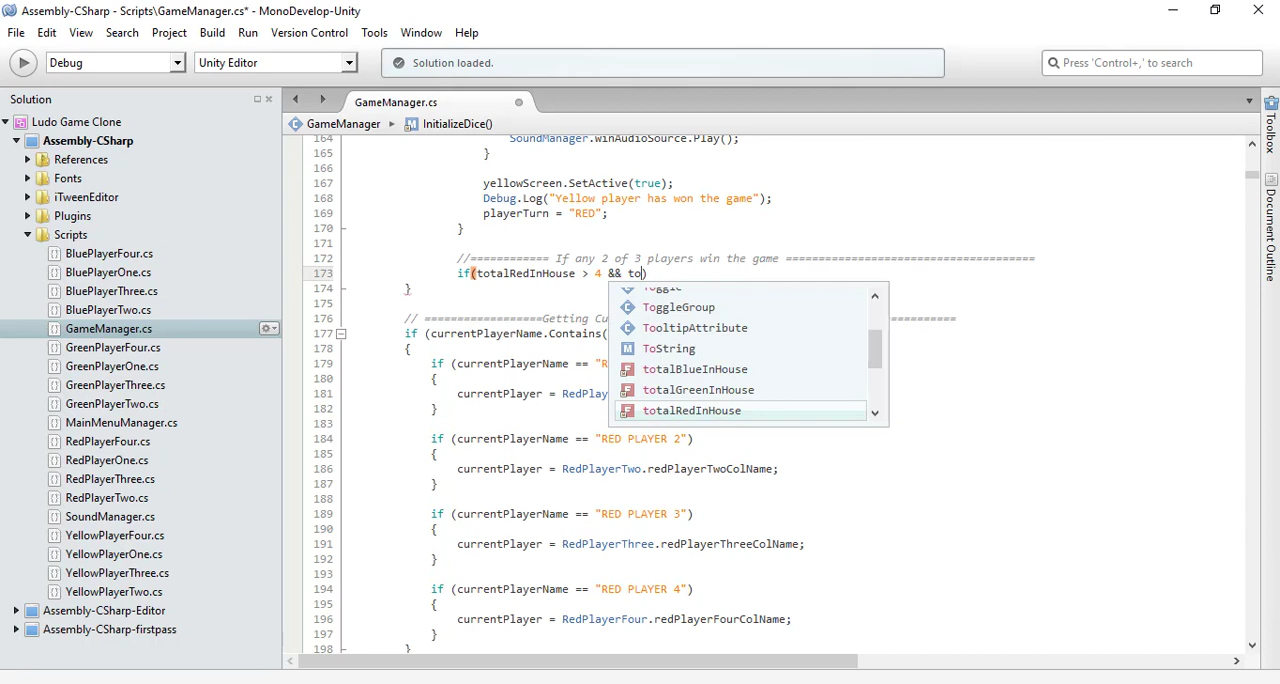 Assembly-CSharp - Scripts\GameManager.cs* - MonoDevelop-Unity
File Edit View Search Project Build Run Version Control Tools Window Help
Debug Unity Editor Solution loaded. Press 'Control+,' to search
Solution GameManager.cs
Ludo Game Clone GameManager InitializeDice()
Assembly-CSharp
References
Fonts
iTweenEditor
Plugins
Scripts
BluePlayerFour.cs
BluePlayerOne.cs
BluePlayerThree.cs
BluePlayerTwo.cs
GameManager.cs
GreenPlayerFour.cs
GreenPlayerOne.cs
GreenPlayerThree.cs
GreenPlayerTwo.cs
MainMenuManager.cs
RedPlayerFour.cs
RedPlayerOne.cs
RedPlayerThree.cs
RedPlayerTwo.cs
SoundManager.cs
YellowPlayerFour.cs
YellowPlayerOne.cs
YellowPlayerThree.cs
YellowPlayerTwo.cs
Assembly-CSharp-Editor
Assembly-CSharp-firstpass
164 SoundManager.winAudioSource.Play();
165 }
166
167 yellowScreen.SetActive(true);
168 Debug.Log("Yellow player has won the game");
169 playerTurn = "RED";
170 }
171
172 //============ If any 2 of 3 players win the game ======================================
173 if(totalRedInHouse > 4 && to)
174 }
175
176 // ==================Getting Cu ==========
177 if (currentPlayerName.Contains(
178 {
179 if (currentPlayerName == "R
180 {
181 currentPlayer = RedPlay
182 }
183
184 if (currentPlayerName == "RED PLAYER 2")
185 {
186 currentPlayer = RedPlayerTwo.redPlayerTwoColName;
187 }
188
189 if (currentPlayerName == "RED PLAYER 3")
190 {
191 currentPlayer = RedPlayerThree.redPlayerThreeColName;
192 }
193
194 if (currentPlayerName == "RED PLAYER 4")
195 {
196 currentPlayer = RedPlayerFour.redPlayerFourColName;
197 }
198 }
Toggle
ToggleGroup
TooltipAttribute
ToString
totalBlueInHouse
totalGreenInHouse
totalRedInHouse
Toolbox
Document Outline